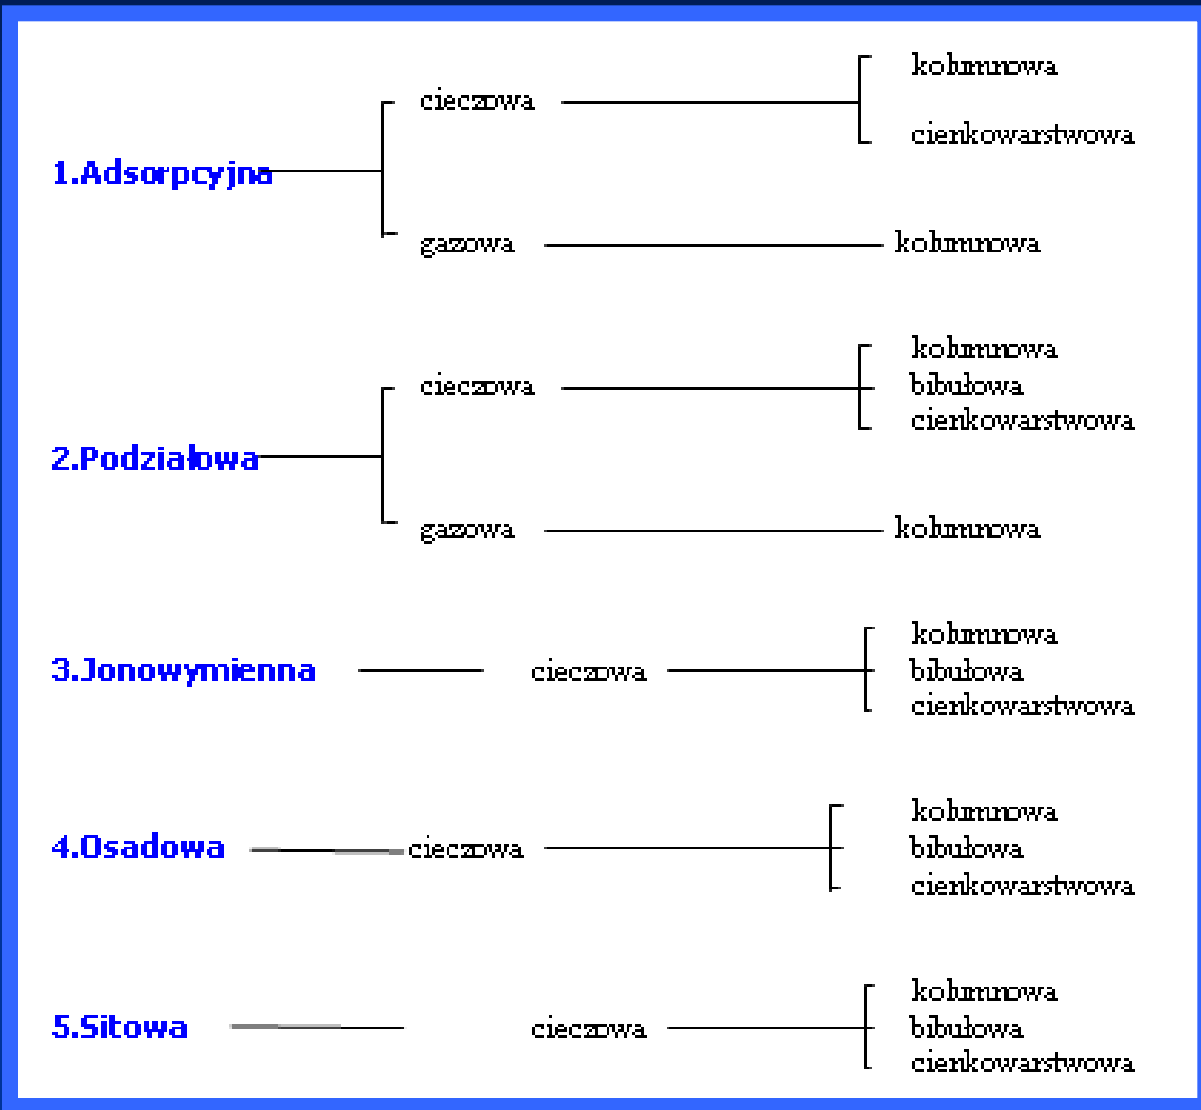 kolumnowa
cieczowa
cienkowarstwowa
1.Adsorpcyjna
gazowa kolumnowa
kolumnowa
cieczowa bibułowa
cienkowarstwowa
2.Podziałowa
gazowa kolumnowa
kolumnowa
3.Jonowymienna cieczowa bibułowa
cienkowarstwowa
kolumnowa
4.Osadowa cieczowa bibułowa
cienkowarstwowa
kolumnowa
5.Sitowa cieczowa bibułowa
cienkowarstwowa